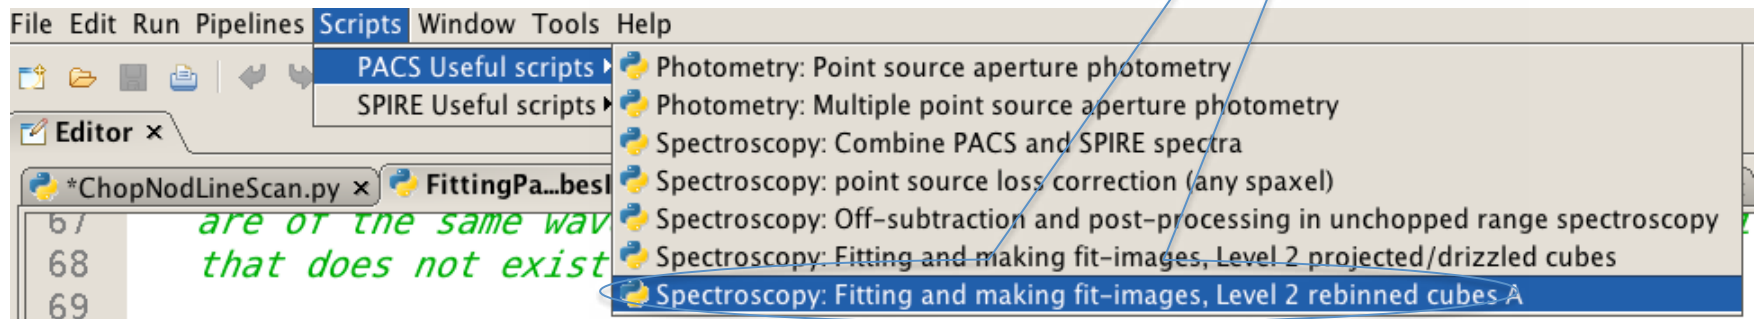 File Edit Run Pipelines Scripts Window Tools Help
PACS Useful scripts
SPIRE Useful scripts
Photometry: Point source aperture photometry
Photometry: Multiple point source aperture photometry
Spectroscopy: Combine PACS and SPIRE spectra
Spectroscopy: point source loss correction (any spaxel)
Spectroscopy: Off-subtraction and post-processing in unchopped range spectroscopy
Spectroscopy: Fitting and making fit-images, Level 2 projected/drizzled cubes
Spectroscopy: Fitting and making fit-images, Level 2 rebinned cubes A
Editor ×
*ChopNodLineScan.py × FittingPa...besI
67 are of the same wav
68 that does not exist
69